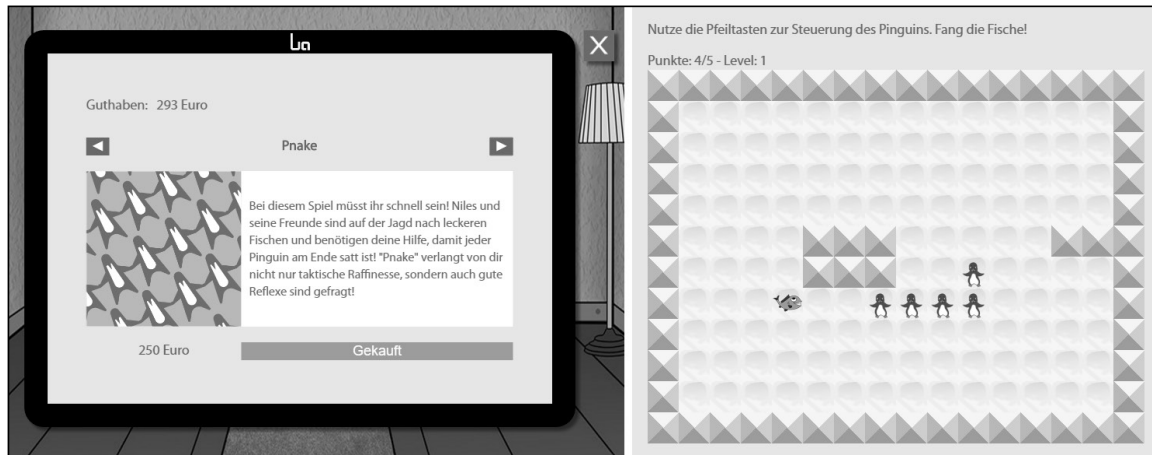 La
X
Guthaben: 293 Euro
Pnake
Bei diesem Spiel müsst ihr schnell sein! Niles und
seine Freunde sind auf der Jagd nach leckeren
Fischen und benötigen deine Hilfe, damit jeder
Pinguin am Ende satt ist! "Pnake" verlangt von dir
nicht nur taktische Raffinesse, sondern auch gute
Reflexe sind gefragt!
250 Euro
Gekauft
Nutze die Pfeiltasten zur Steuerung des Pinguins. Fang die Fische!
Punkte: 4/5 - Level: 1